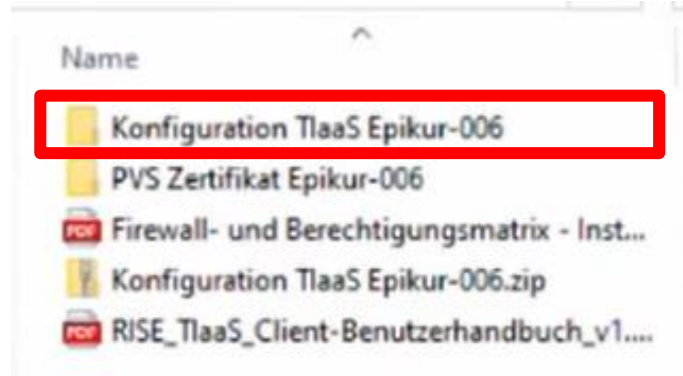 Name
Konfiguration TIaaS Epikur-006
PVS Zertifikat Epikur-006
Firewall- und Berechtigungsmatrix - Inst...
Konfiguration TIaaS Epikur-006.zip
RISE_TIaaS_Client-Benutzerhandbuch_v1....